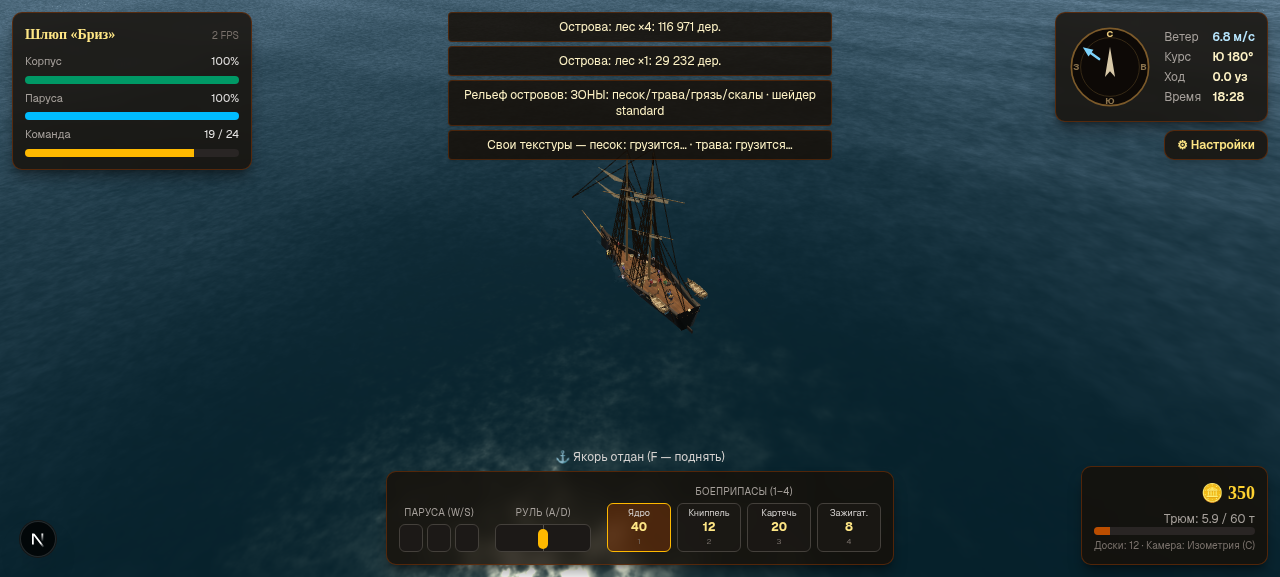 Шлюп «Бриз»
2 FPS
Корпус 100%
Паруса 100%
Команда 19 / 24
Острова: лес ×4: 116 971 дер.
Острова: лес ×1: 29 232 дер.
Рельеф островов: ЗОНЫ: песок/трава/грязь/скалы · шейдер
standard
Свои текстуры — песок: грузится… · трава: грузится…
С
З В
Ю
Ветер 6.8 м/с
Курс Ю 180°
Ход 0.0 уз
Время 18:28
⚙ Настройки
⚓ Якорь отдан (F — поднять)
ПАРУСА (W/S)
РУЛЬ (A/D)
БОЕПРИПАСЫ (1–4)
Ядро
40
1
Книппель
12
2
Картечь
20
3
Зажигат.
8
4
🪙 350
Трюм: 5.9 / 60 т
Доски: 12 · Камера: Изометрия (C)
N